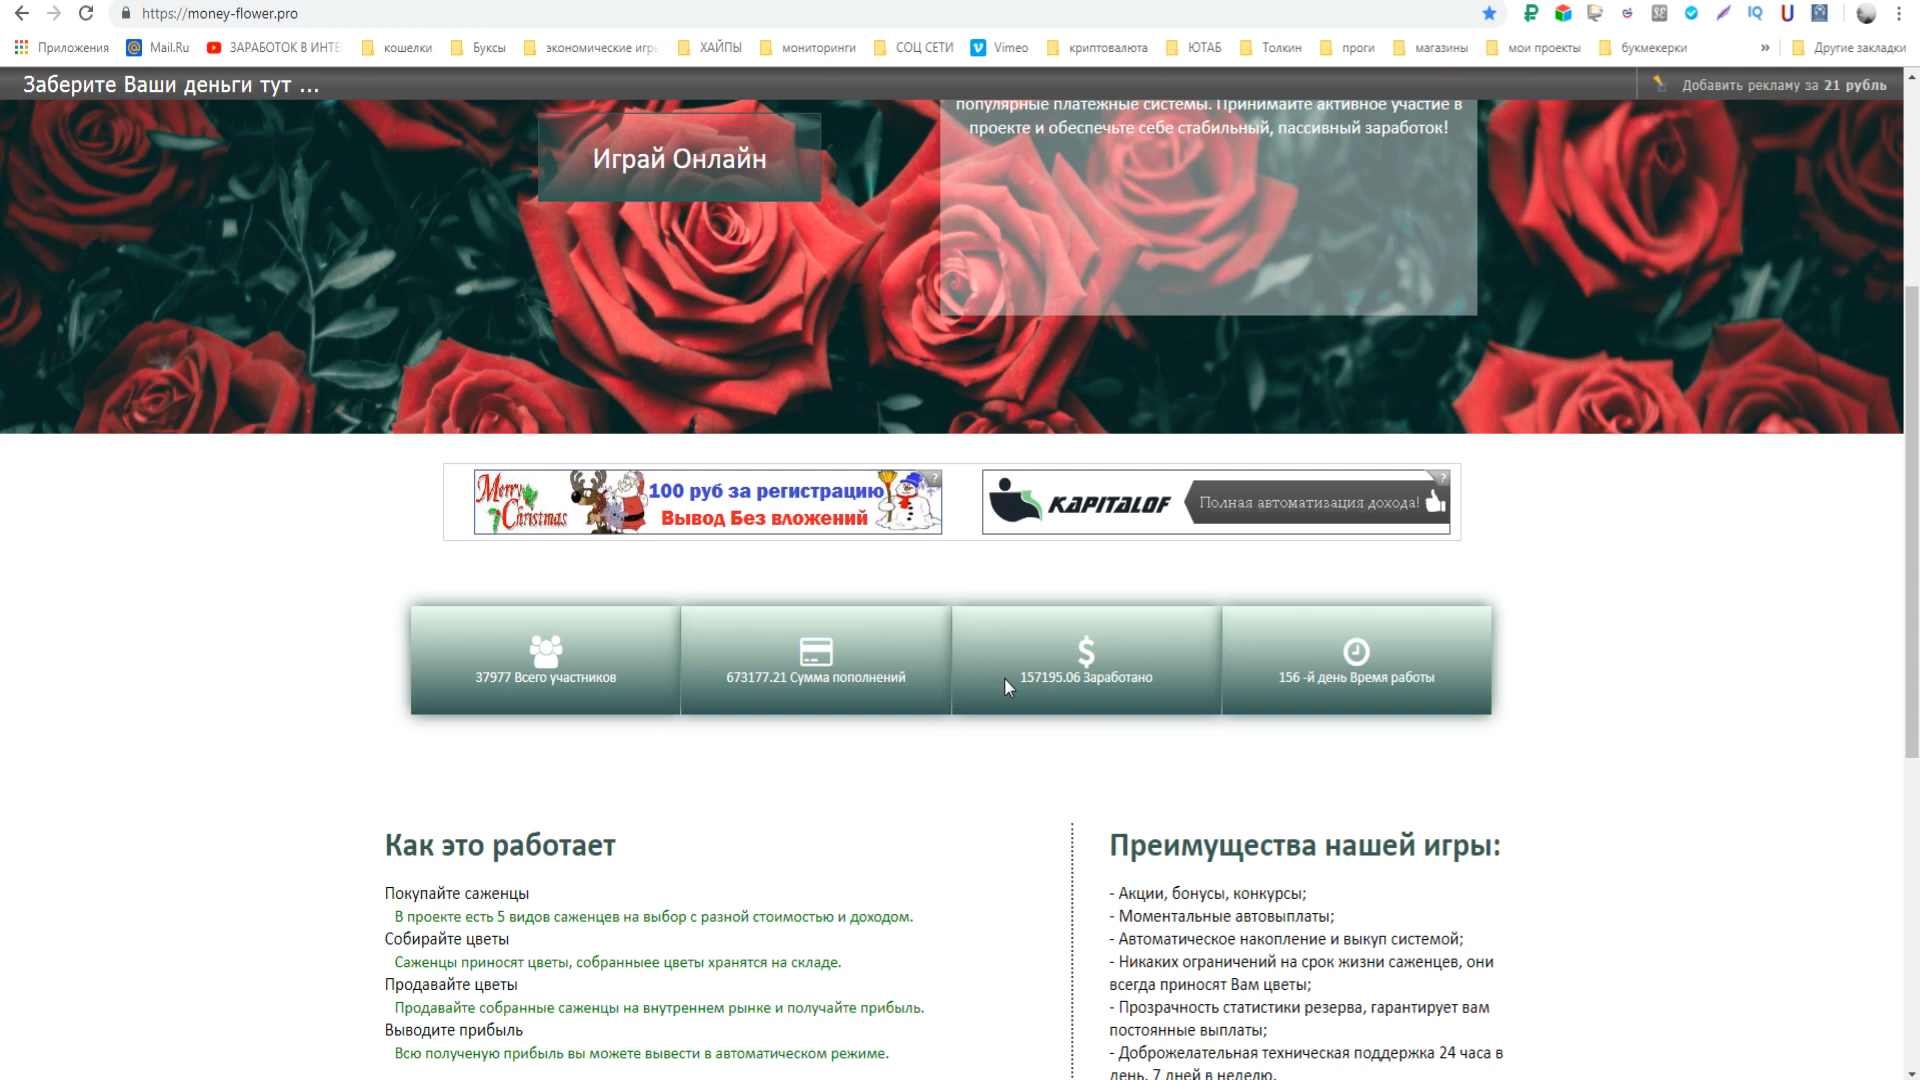 https://money-flower.pro
Приложения
Mail.Ru
ЗАРАБОТОК В ИНТЕ
кошелки
Буксы
экономические игры
ХАЙПЫ
мониторинги
СОЦ СЕТИ
Vimeo
криптовалюта
ЮТАБ
Толкин
проги
магазины
мои проекты
букмекерки
»
Другие закладки
Заберите Ваши деньги тут ...
Добавить рекламу за 21 рубль
популярные платежные системы. Принимайте активное участие в
проекте и обеспечьте себе стабильный, пассивный заработок!
Играй Онлайн
Merry
Christmas
100 руб за регистрацию
Вывод Без вложений
?
KAPITALOF
Полная автоматизация дохода!
?
37977 Всего участников
673177.21 Сумма пополнений
157195.06 Заработано
156 -й день Время работы
Как это работает
Покупайте саженцы
В проекте есть 5 видов саженцев на выбор с разной стоимостью и доходом.
Собирайте цветы
Саженцы приносят цветы, собранныее цветы хранятся на складе.
Продавайте цветы
Продавайте собранные саженцы на внутреннем рынке и получайте прибыль.
Выводите прибыль
Всю полученую прибыль вы можете вывести в автоматическом режиме.
Преимущества нашей игры:
- Акции, бонусы, конкурсы;
- Моментальные автовыплаты;
- Автоматическое накопление и выкуп системой;
- Никаких ограничений на срок жизни саженцев, они
всегда приносят Вам цветы;
- Прозрачность статистики резерва, гарантирует вам
постоянные выплаты;
- Доброжелательная техническая поддержка 24 часа в
день, 7 дней в неделю.